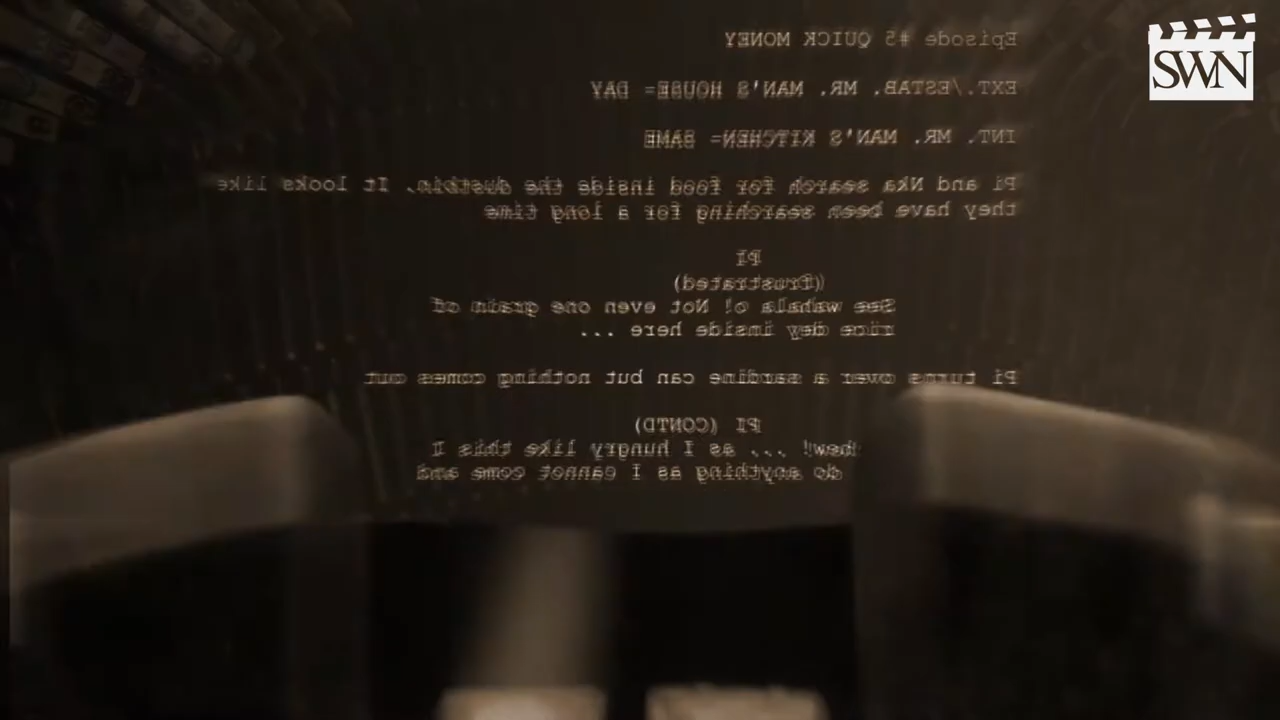 SWN
Episode #5 QUICK MONEY
EXT./ESTAB. MR. MAN'S HOUSE= DAY
INT. MR. MAN'S KITCHEN= SAME
Pi and Nka search for food inside the dustbin. It looks like
they have been searching for a long time
PI
(frustrated)
See wahala o! Not even one grain of
rice dey inside here ...
Pi turns over a sardine can but nothing comes out
PI (CONTD)
hew! ... as I hungry like this I
do anything as I cannot come and